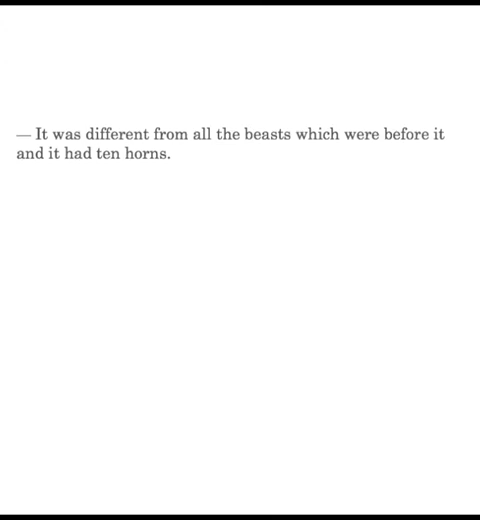 — It was different from all the beasts which were before it
and it had ten horns.